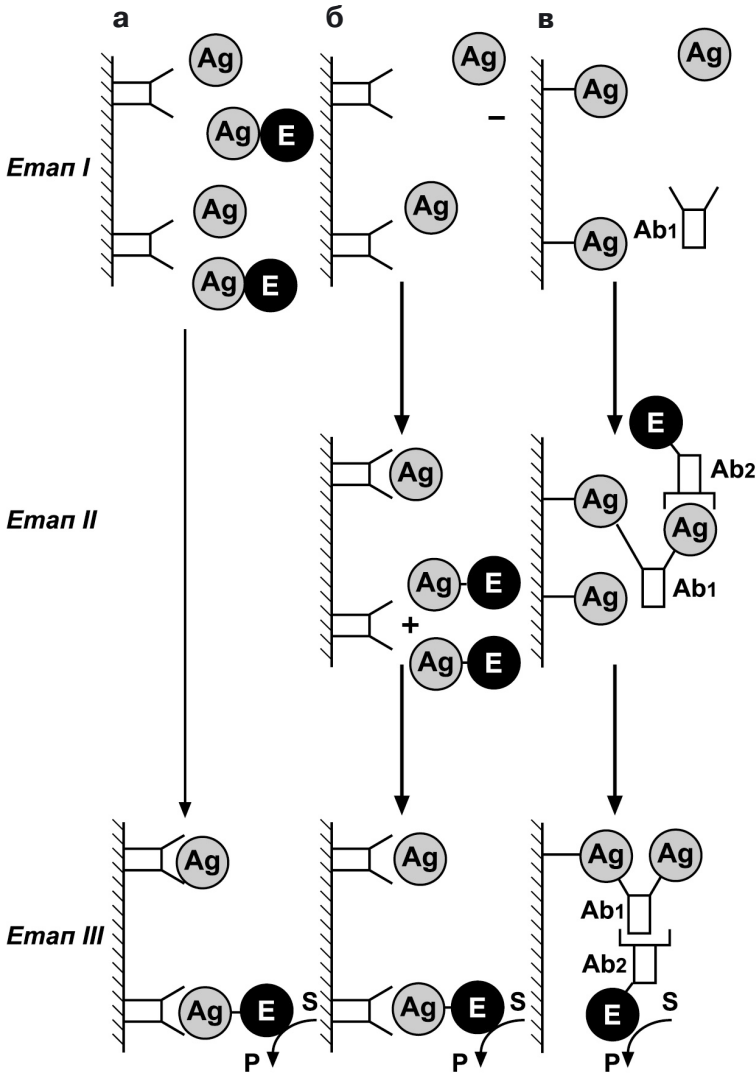 а б в
Ag Ag Ag
Ag
Ag E –
Етап I
Ag Ag
Ab1
Ag
Ag E
E
Ab2
Ag Ag
Етап II
Ag
Ag E Ag Ab1
+
Ag E
Ag Ag Ag Ag
Ab1
Етап III
Ab2
Ag E S Ag E S E S
P P P